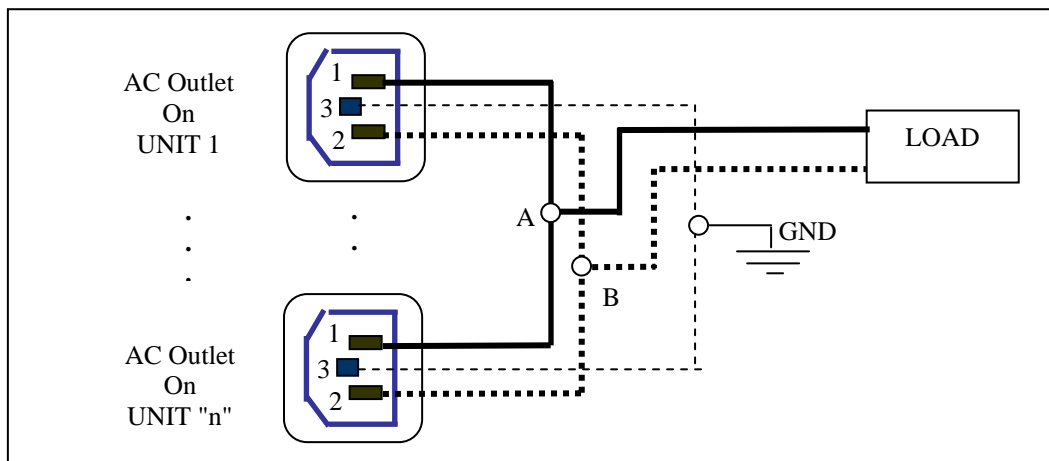 AC Outlet
On
UNIT 1
1
3
2
LOAD
A
GND
B
AC Outlet
On
UNIT "n"
1
3
2